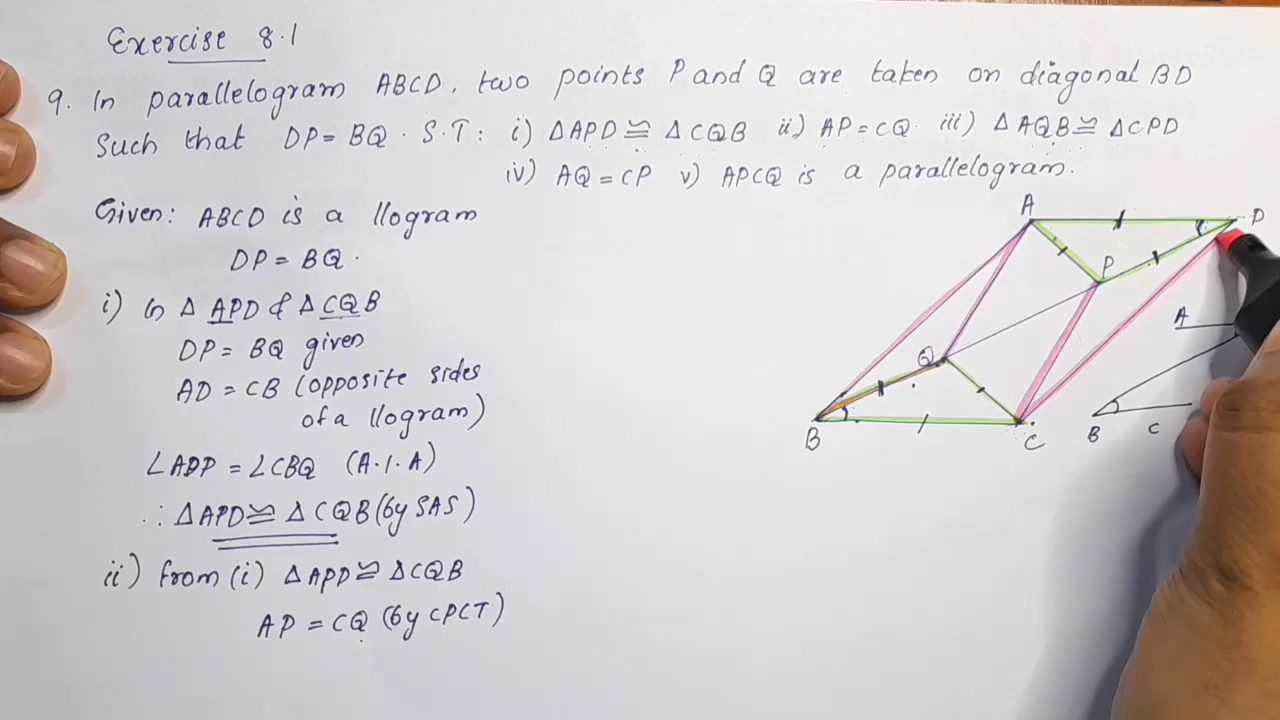 Exercise 8.1
9. In parallelogram ABCD, two points P and Q are taken on diagonal BD
Such that DP = BQ. S.T: i) ΔAPD ≅ ΔCQB ii) AP = CQ. iii) ΔAQB ≅ ΔCPD
iv) AQ = CP v) APCQ is a parallelogram.
Given: ABCD is a llogram
DP = BQ.
i) In Δ APD & Δ CQB
DP = BQ given
AD = CB (opposite sides
of a llogram)
∠ADP = ∠CBQ (A.I.A)
∴ ΔAPD ≅ ΔCQB (by SAS)
ii) from (i) ΔAPD ≅ ΔCQB
AP = CQ (by CPCT)
A
D
P
Q
B
C
A
B
C